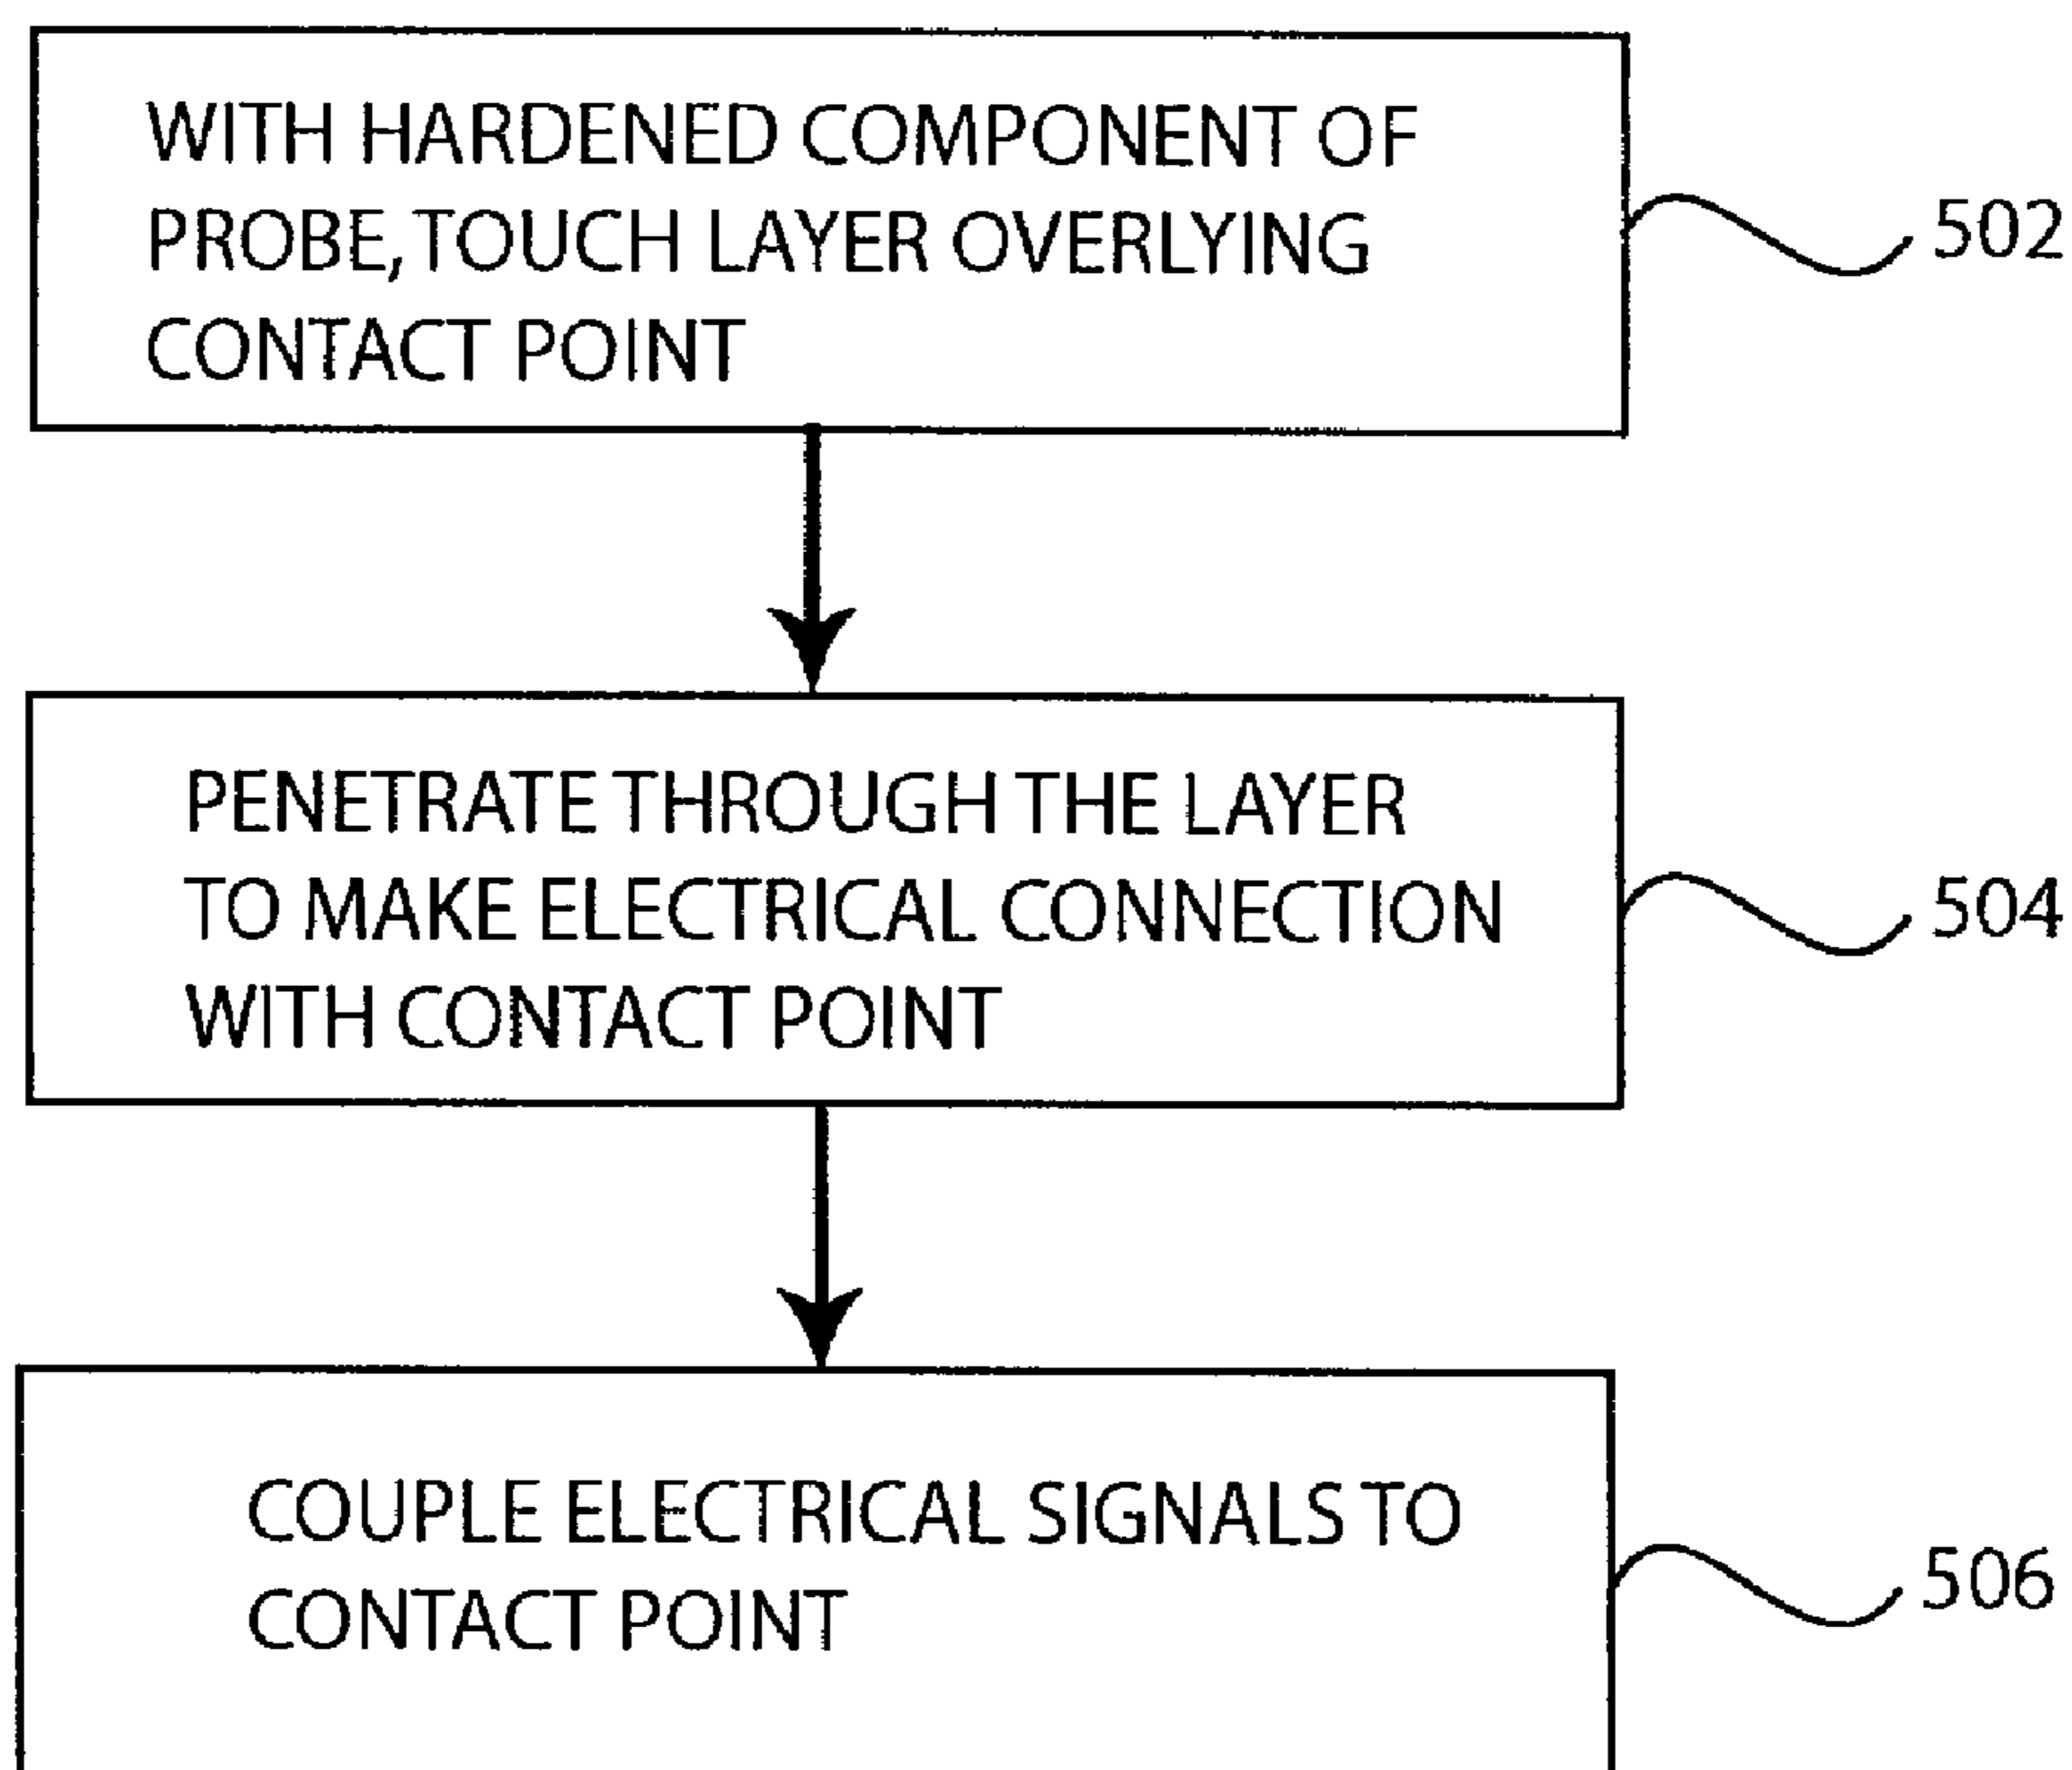 WITH HARDENED COMPONENT OF
PROBE, TOUCH LAYER OVERLYING
CONTACT POINT
502
PENETRATE THROUGH THE LAYER
TO MAKE ELECTRICAL CONNECTION
WITH CONTACT POINT
504
COUPLE ELECTRICAL SIGNALS TO
CONTACT POINT
506